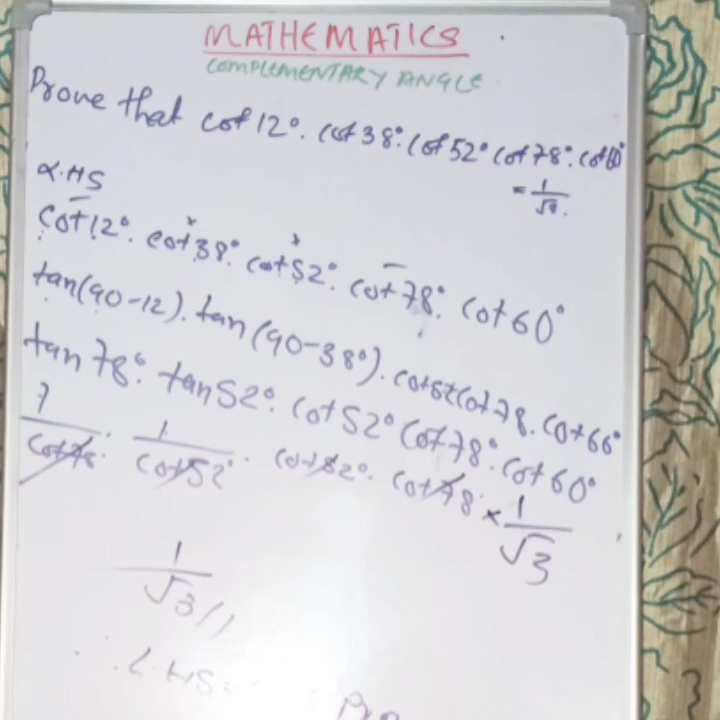 MATHEMATICS
COMPLEMENTARY ANGLE
Prove that cot 12°. cot 38°. cot 52° cot 78°. cot 60°
= 1/√3.
L.HS
cot 12°. cot 38°. cot 52°. cot 78°. cot 60°
tan(90-12). tan(90-38°). cot 52 cot 78. cot 60°
tan 78°. tan 52°. cot 52° cot 78°. cot 60°
1/cot 78 . 1/cot 52° . cot 52°. cot 78 × 1/√3
1/√3 //
∴ L.HS =